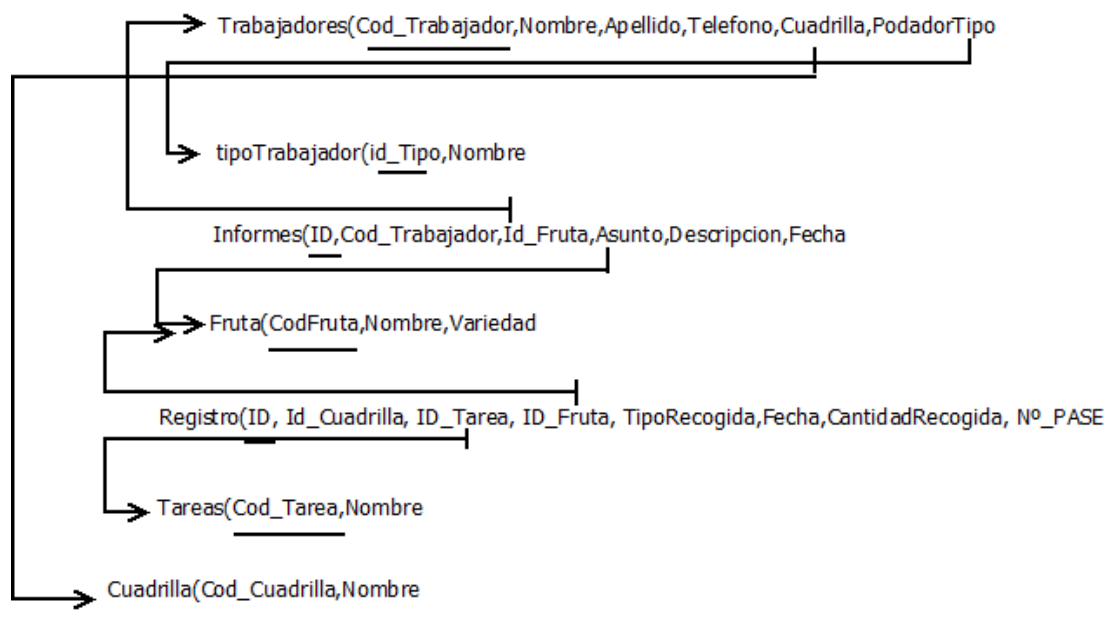 Trabajadores(Cod_Trabajador,Nombre,Apellido,Telefono,Cuadrilla,PodadorTipo
tipoTrabajador(id_Tipo,Nombre
Informes(ID,Cod_Trabajador,Id_Fruta,Asunto,Descripcion,Fecha
Fruta(CodFruta,Nombre,Variedad
Registro(ID, Id_Cuadrilla, ID_Tarea, ID_Fruta, TipoRecogida,Fecha,CantidadRecogida, Nº_PASE
Tareas(Cod_Tarea,Nombre
Cuadrilla(Cod_Cuadrilla,Nombre